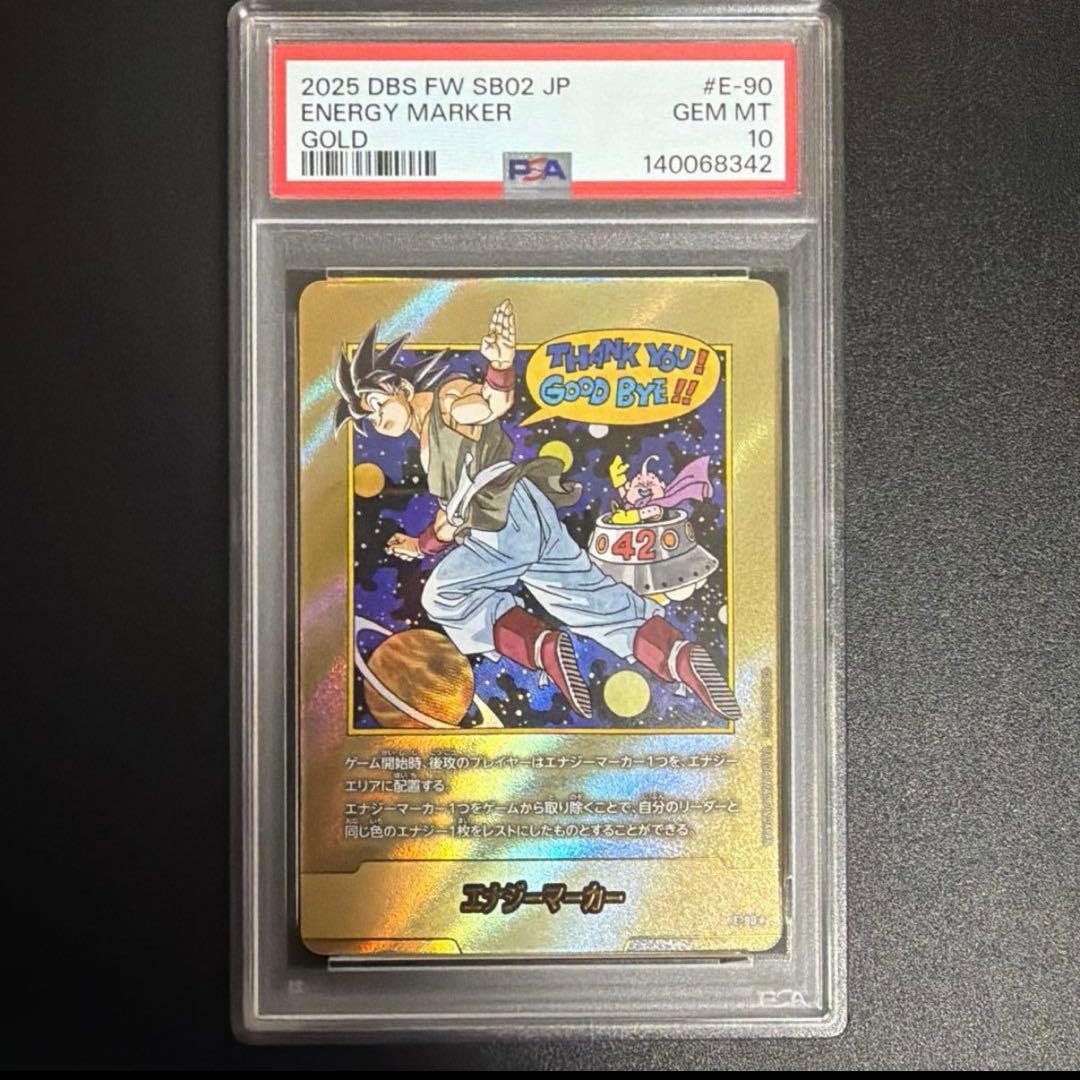 2025 DBS FW SB02 JP #E-90
ENERGY MARKER GEM MT
GOLD 10
PSA 140068342
THANK YOU!
GOOD BYE!!
42
ゲーム開始時、後攻のプレイヤーはエナジーマーカー1つを、エナジー
エリアに配置する。
エナジーマーカー1つをゲームから取り除くことで、自分のリーダーと
同じ色のエナジー1枚をレストにしたものとすることができる。
エナジーマーカー
E-90
PSA